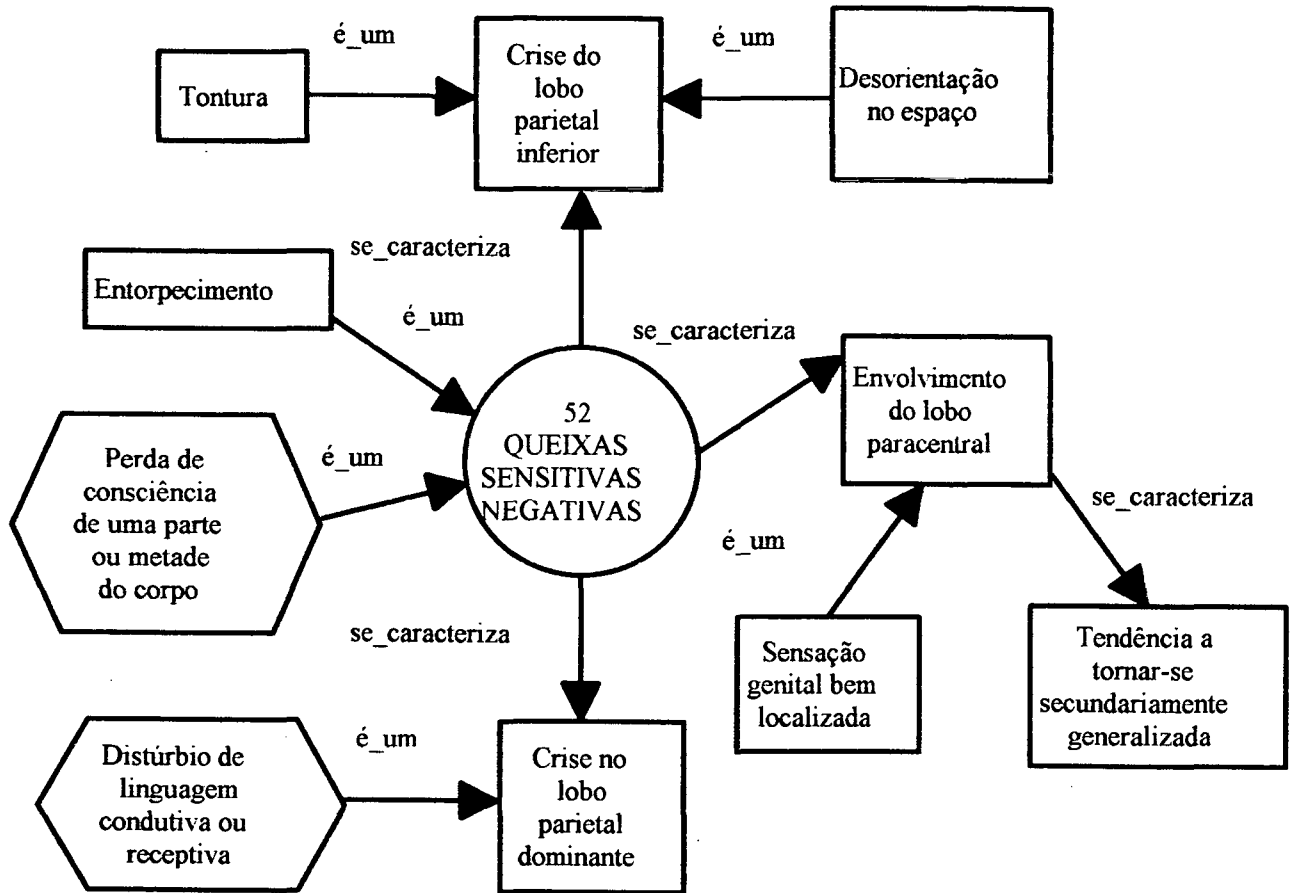 é_um
é_um
Tontura
Crise do
lobo
parietal
inferior
Desorientação
no espaço
se_caracteriza
Entorpecimento
é_um
se_caracteriza
52
QUEIXAS
SENSITIVAS
NEGATIVAS
Envolvimento
do lobo
paracentral
Perda de
consciência
de uma parte
ou metade
do corpo
é_um
se_caracteriza
é_um
se_caracteriza
Sensação
genital bem
localizada
Tendência a
tornar-se
secundariamente
generalizada
Distúrbio de
linguagem
condutiva ou
receptiva
é_um
Crise no
lobo
parietal
dominante